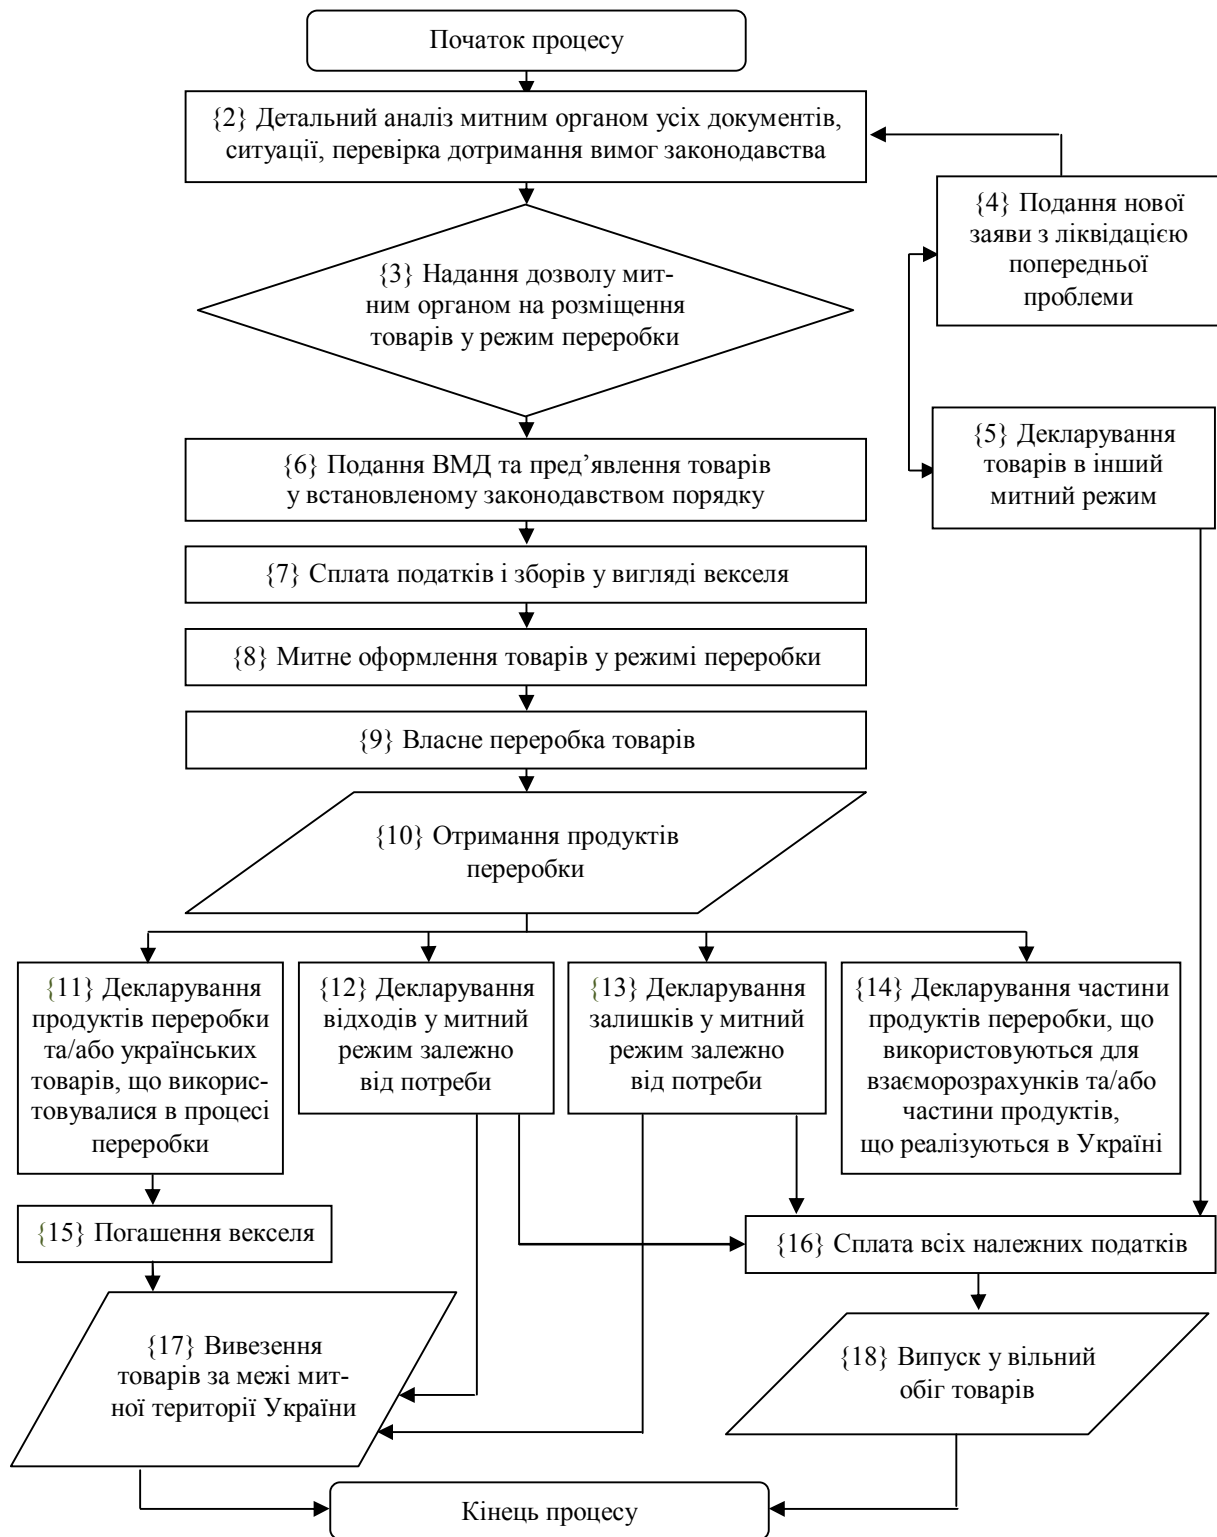 Початок процесу
{2} Детальний аналіз митним органом усіх документів,
ситуації, перевірка дотримання вимог законодавства
{4} Подання нової
заяви з ліквідацією
попередньої
проблеми
{3} Надання дозволу мит-
ним органом на розміщення
товарів у режим переробки
{5} Декларування
товарів в інший
митний режим
{6} Подання ВМД та пред’явлення товарів
у встановленому законодавством порядку
{7} Сплата податків і зборів у вигляді векселя
{8} Митне оформлення товарів у режимі переробки
{9} Власне переробка товарів
{10} Отримання продуктів
переробки
{11} Декларування
продуктів переробки
та/або українських
товарів, що викорис-
товувалися в процесі
переробки
{12} Декларування
відходів у митний
режим залежно
від потреби
{13} Декларування
залишків у митний
режим залежно
від потреби
{14} Декларування частини
продуктів переробки, що
використовуються для
взаєморозрахунків та/або
частини продуктів,
що реалізуються в Україні
{15} Погашення векселя
{16} Сплата всіх належних податків
{17} Вивезення
товарів за межі мит-
ної території України
{18} Випуск у вільний
обіг товарів
Кінець процесу